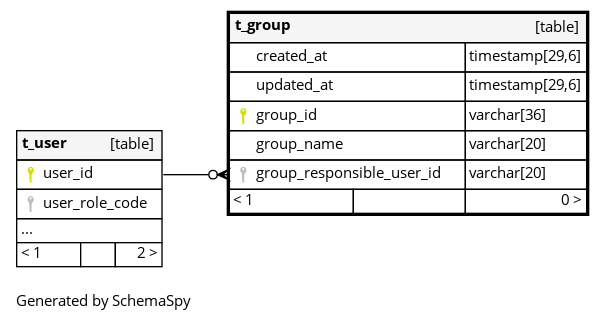 t_group [table]
created_at timestamp[29,6]
updated_at timestamp[29,6]
group_id varchar[36]
group_name varchar[20]
group_responsible_user_id varchar[20]
< 1 0 >
t_user [table]
user_id
user_role_code
...
< 1 2 >
Generated by SchemaSpy